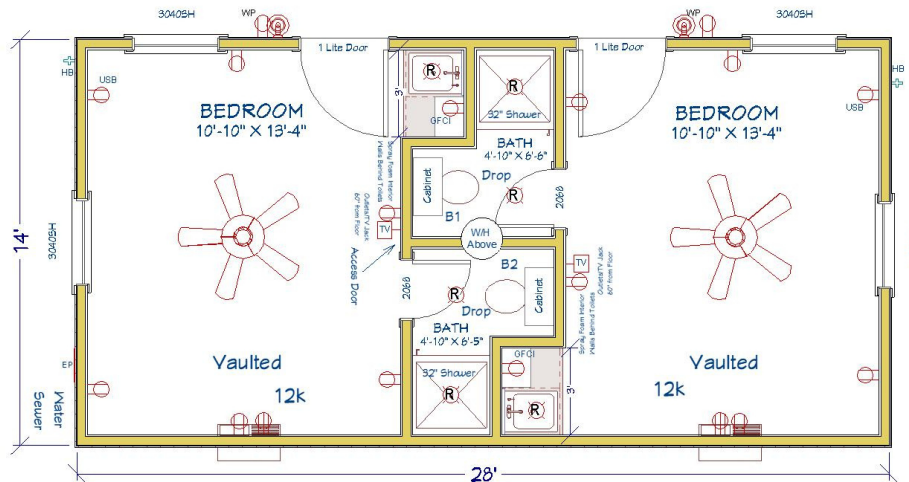 3040SH
WP
WP
3040SH
1 Lite Door
1 Lite Door
HB
HB
USB
USB
R
3'
GFCI
R
32" Shower
BEDROOM
10'-10" X 13'-4"
BEDROOM
10'-10" X 13'-4"
BATH
4'-10" X 6'-6"
Spray Foam Interior
Walls Behind Toilets
Drop
R
Cabinet
B1
2068
Outlets/TV Jack
60" from Floor
TV
W/H
Above
14'
3040SH
Access Door
B2
TV
Outlets/TV Jack
60" from Floor
2068
R
Drop
Cabinet
Spray Foam Interior
Walls Behind Toilets
BATH
4'-10" X 6'-5"
GFCI
EP
Vaulted
12k
Vaulted
12k
32" Shower
R
3'
R
Water
Sewer
28'